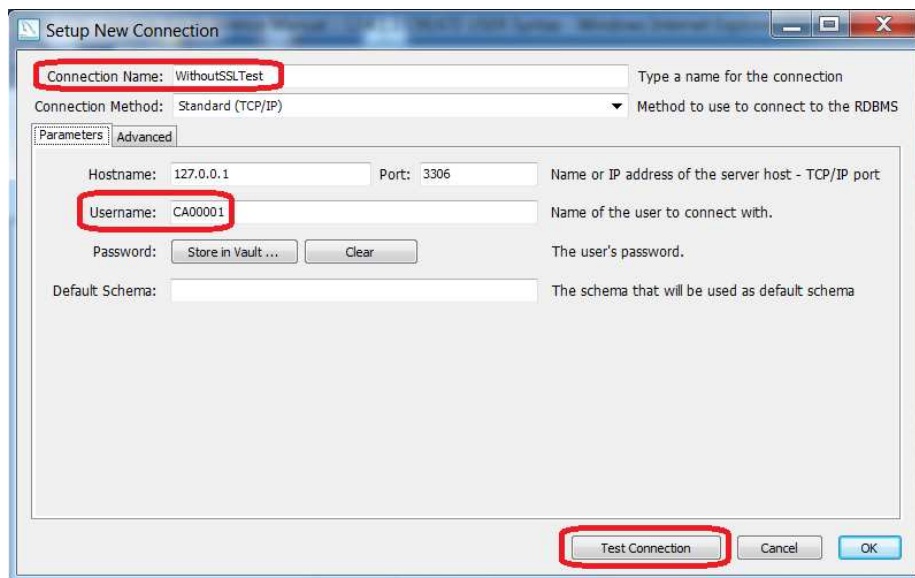 Setup New Connection
Connection Name: WithoutSSLTest Type a name for the connection
Connection Method: Standard (TCP/IP) Method to use to connect to the RDBMS
Parameters Advanced
Hostname: 127.0.0.1 Port: 3306 Name or IP address of the server host - TCP/IP port
Username: CA00001 Name of the user to connect with.
Password: Store in Vault ... Clear The user's password.
Default Schema: The schema that will be used as default schema
Test Connection Cancel OK